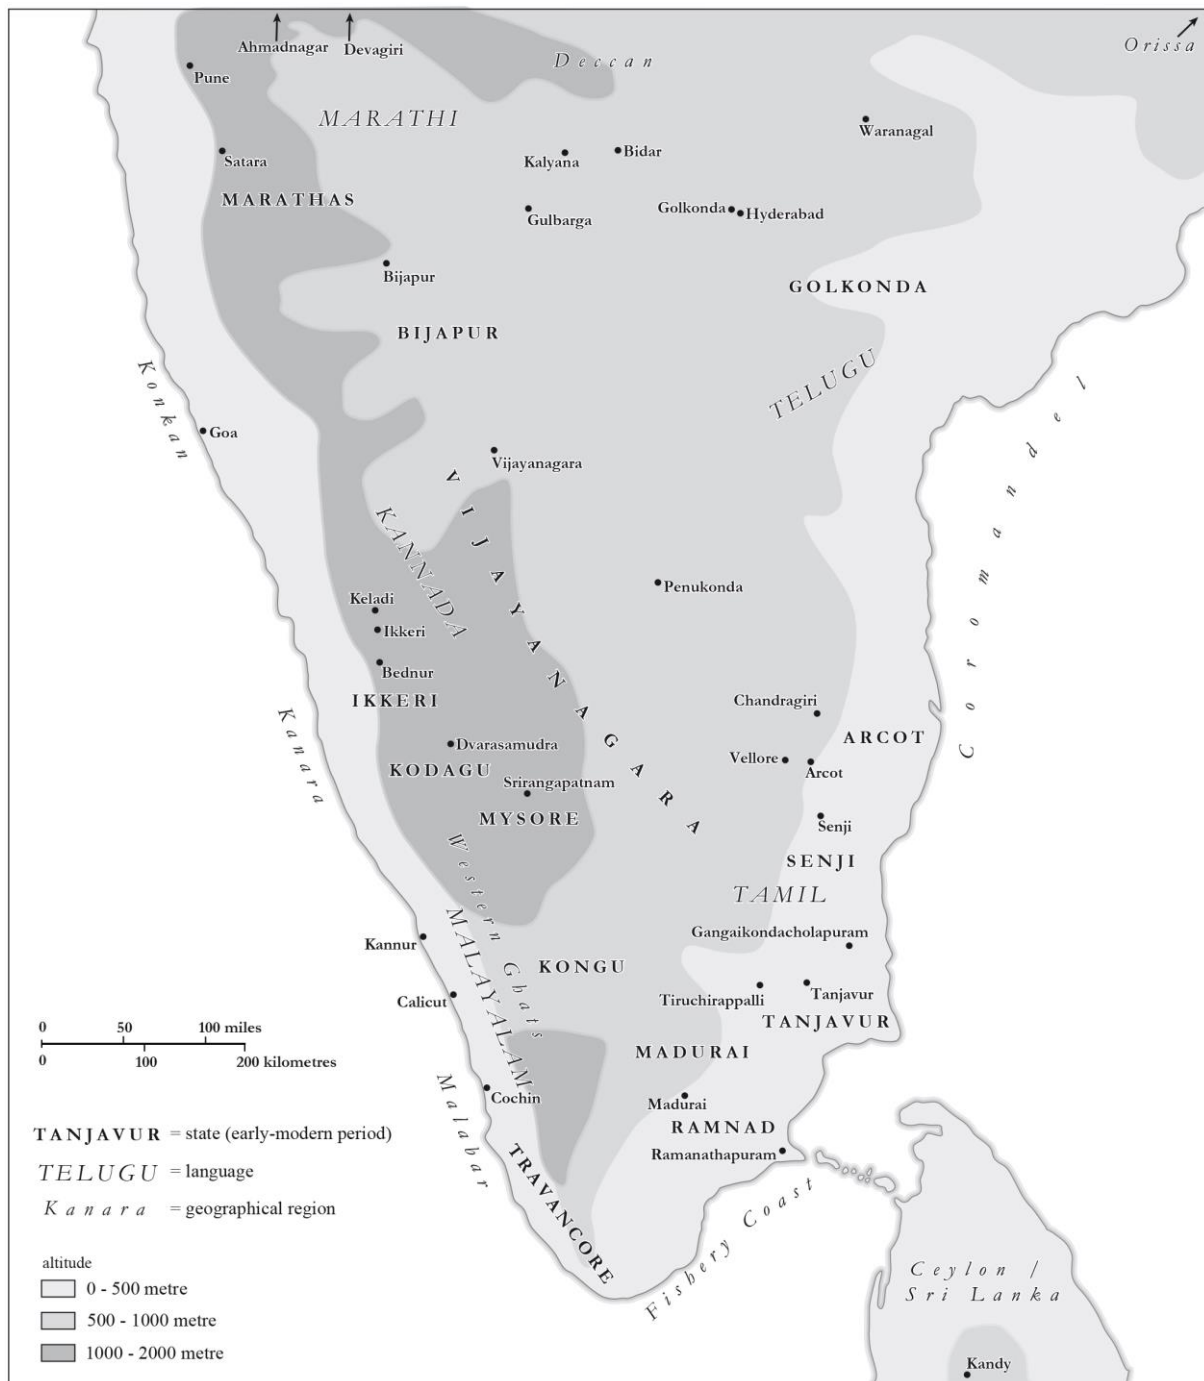 Ahmadnagar
Devagiri
Deccan
Orissa
Pune
MARATHI
Waranagal
Satara
Kalyana
Bidar
MARATHAS
Gulbarga
Golkonda
Hyderabad
Bijapur
GOLKONDA
BIJAPUR
Konkan
TELUGU
Goa
Vijayanagara
VIJAYANAGARA
KANNADA
Coromandel
Penukonda
Keladi
Ikkeri
Bednur
IKKERI
Kanara
Chandragiri
ARCOT
Dvarasamudra
KODAGU
Vellore
Arcot
Srirangapatnam
MYSORE
Senji
SENJI
Western Ghats
TAMIL
MALAYALAM
Kannur
Gangaikondacholapuram
KONGU
Calicut
Tiruchirappalli
Tanjavur
TANJAVUR
0 50 100 miles
0 100 200 kilometres
MADURAI
Malabar
Cochin
Madurai
RAMNAD
Ramanathapuram
TRAVANCORE
Fishery Coast
TANJAVUR = state (early-modern period)
TELUGU = language
Kanara = geographical region
altitude
0 - 500 metre
500 - 1000 metre
1000 - 2000 metre
Ceylon /
Sri Lanka
Kandy